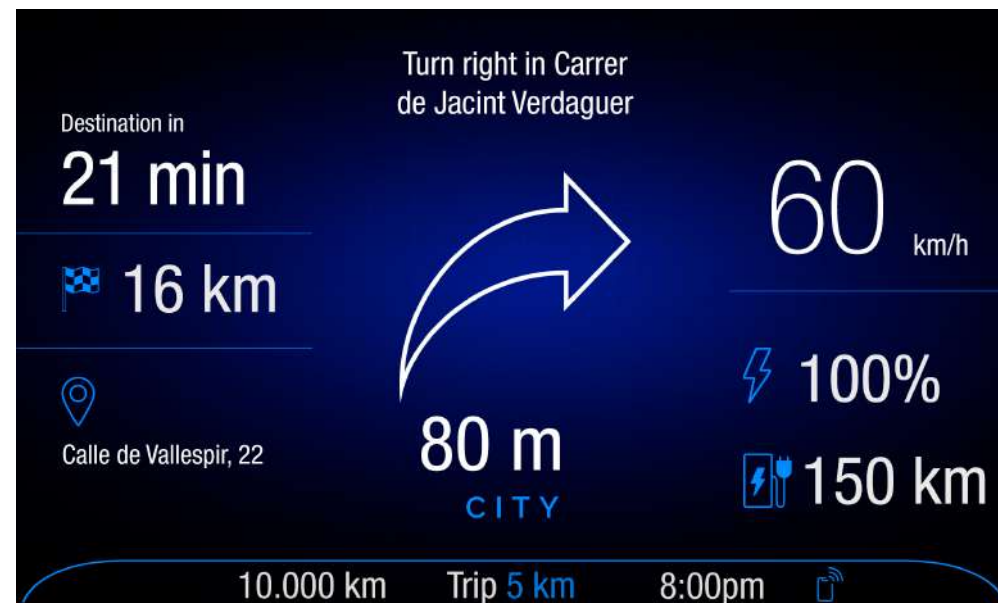 Turn right in Carrer
de Jacint Verdaguer
Destination in
21 min
16 km
Calle de Vallespir, 22
80 m
CITY
60 km/h
100%
150 km
10.000 km Trip 5 km 8:00pm